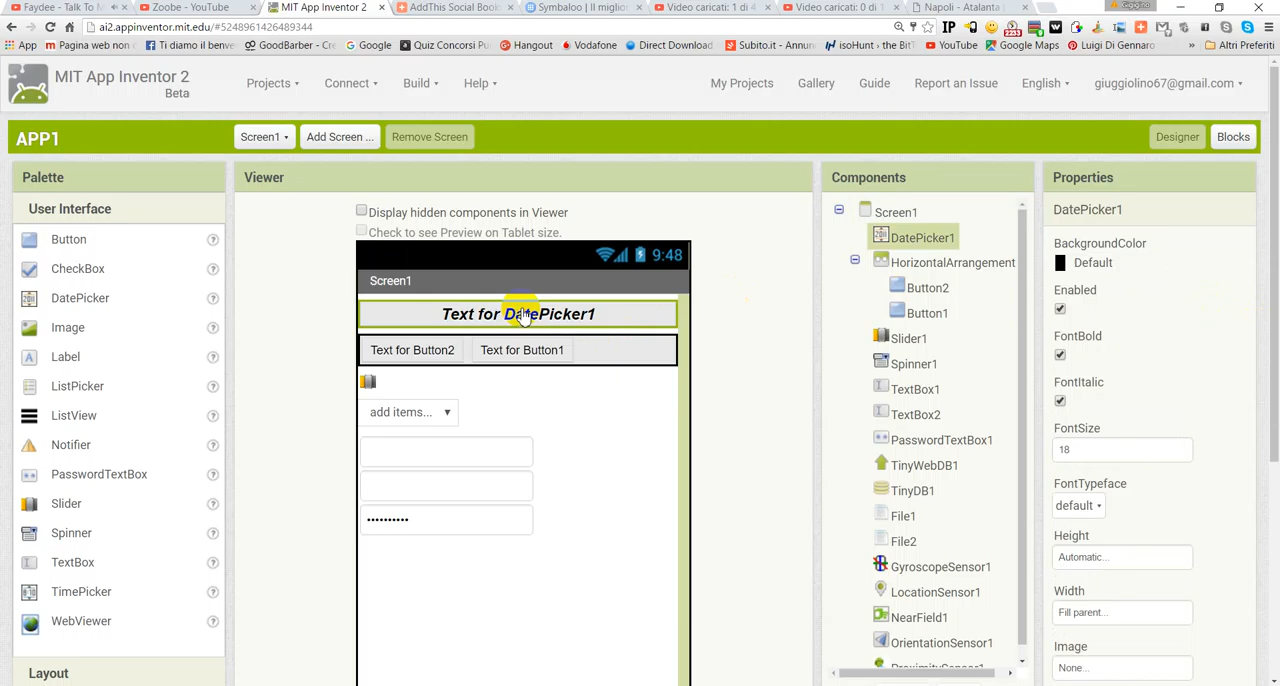 Faydee - Talk To M
Zoobe - YouTube
MIT App Inventor 2
AddThis Social Book
Symbaloo | Il miglio
Video caricati: 1 di 4
Video caricati: 0 di 1
Napoli - Atalanta
Gigigno
ai2.appinventor.mit.edu/#5248961426489344
App
Pagina web non
Ti diamo il benve
GoodBarber - Cre
Google
Quiz Concorsi Pu
Hangout
Vodafone
Direct Download
Subito.it - Annun
isoHunt › the BitT
YouTube
Google Maps
Luigi Di Gennaro
»
Altri Preferiti
MIT App Inventor 2
Beta
Projects
Connect
Build
Help
My Projects
Gallery
Guide
Report an Issue
English
giuggiolino67@gmail.com
APP1
Screen1
Add Screen ...
Remove Screen
Designer
Blocks
Palette
User Interface
Button
CheckBox
DatePicker
Image
Label
ListPicker
ListView
Notifier
PasswordTextBox
Slider
Spinner
TextBox
TimePicker
WebViewer
Layout
Viewer
Display hidden components in Viewer
Check to see Preview on Tablet size.
9:48
Screen1
Text for DatePicker1
Text for Button2
Text for Button1
add items...
••••••••••
Components
Screen1
DatePicker1
HorizontalArrangement
Button2
Button1
Slider1
Spinner1
TextBox1
TextBox2
PasswordTextBox1
TinyWebDB1
TinyDB1
File1
File2
GyroscopeSensor1
LocationSensor1
NearField1
OrientationSensor1
ProximitySensor1
Properties
DatePicker1
BackgroundColor
Default
Enabled
FontBold
FontItalic
FontSize
18
FontTypeface
default
Height
Automatic...
Width
Fill parent...
Image
None...